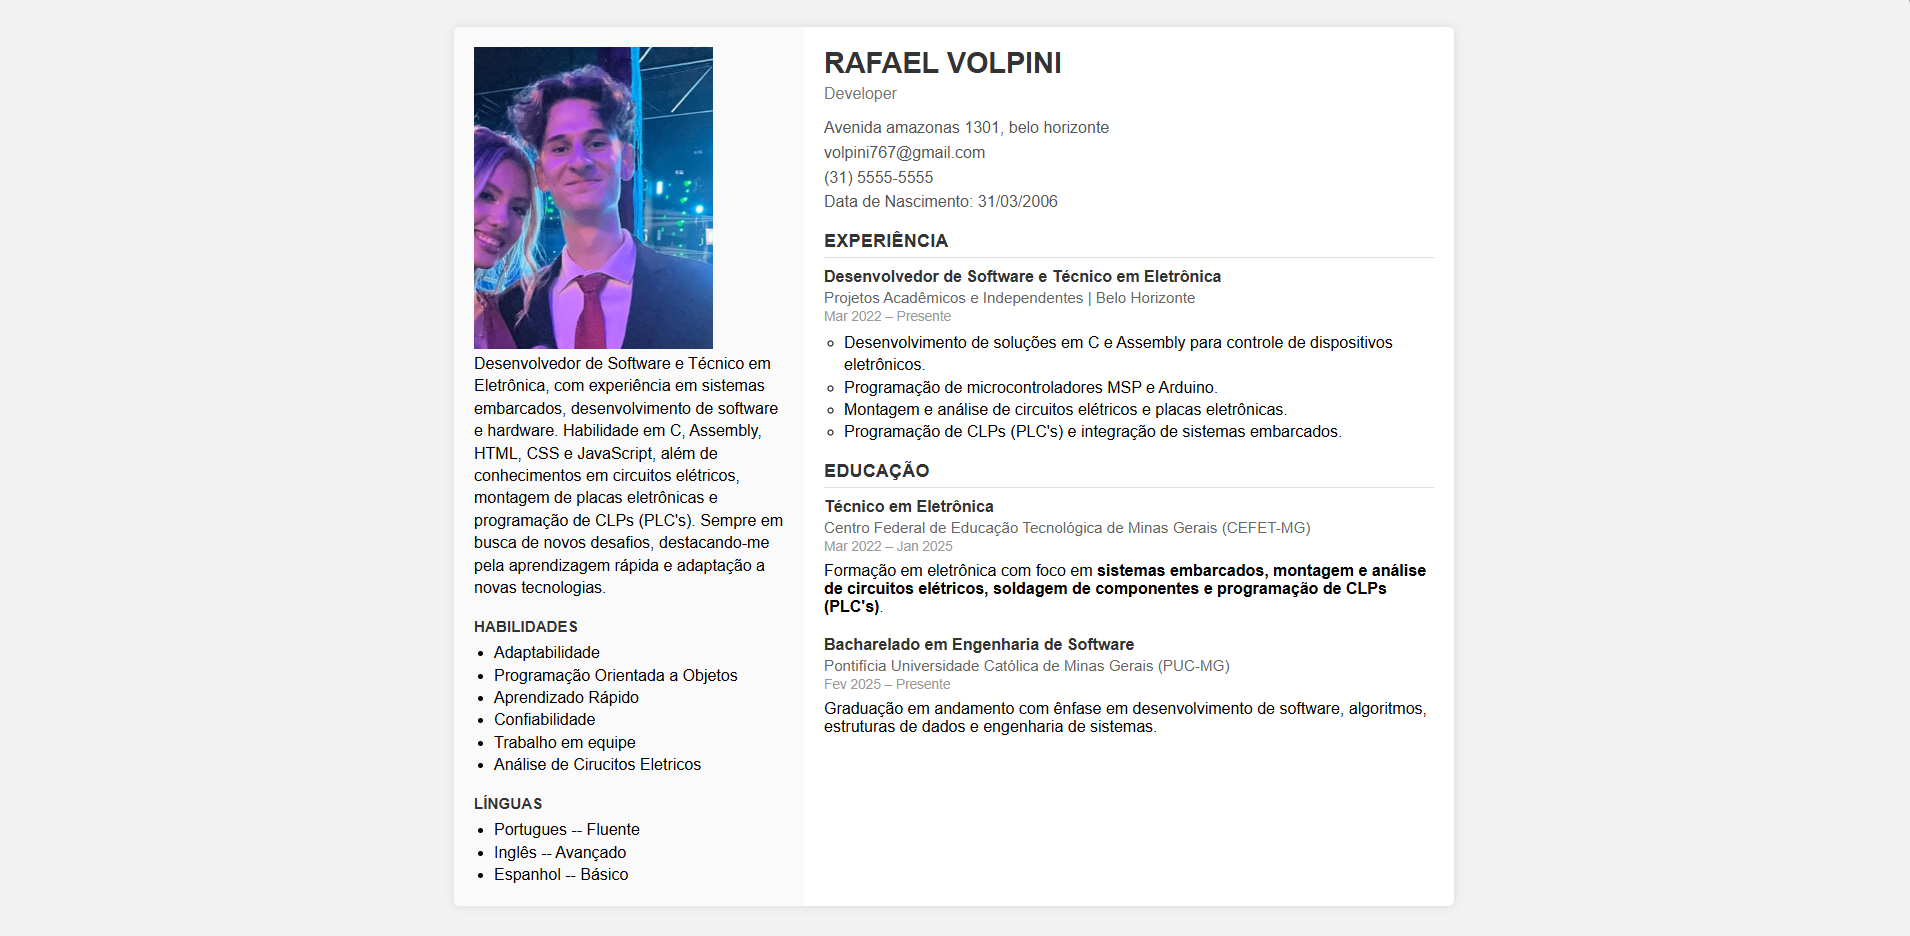 Desenvolvedor de Software e Técnico em
Eletrônica, com experiência em sistemas
embarcados, desenvolvimento de software
e hardware. Habilidade em C, Assembly,
HTML, CSS e JavaScript, além de
conhecimentos em circuitos elétricos,
montagem de placas eletrônicas e
programação de CLPs (PLC's). Sempre em
busca de novos desafios, destacando-me
pela aprendizagem rápida e adaptação a
novas tecnologias.
HABILIDADES
Adaptabilidade
Programação Orientada a Objetos
Aprendizado Rápido
Confiabilidade
Trabalho em equipe
Análise de Cirucitos Eletricos
LÍNGUAS
Portugues -- Fluente
Inglês -- Avançado
Espanhol -- Básico
RAFAEL VOLPINI
Developer
Avenida amazonas 1301, belo horizonte
volpini767@gmail.com
(31) 5555-5555
Data de Nascimento: 31/03/2006
EXPERIÊNCIA
Desenvolvedor de Software e Técnico em Eletrônica
Projetos Acadêmicos e Independentes | Belo Horizonte
Mar 2022 – Presente
Desenvolvimento de soluções em C e Assembly para controle de dispositivos
eletrônicos.
Programação de microcontroladores MSP e Arduino.
Montagem e análise de circuitos elétricos e placas eletrônicas.
Programação de CLPs (PLC's) e integração de sistemas embarcados.
EDUCAÇÃO
Técnico em Eletrônica
Centro Federal de Educação Tecnológica de Minas Gerais (CEFET-MG)
Mar 2022 – Jan 2025
Formação em eletrônica com foco em sistemas embarcados, montagem e análise
de circuitos elétricos, soldagem de componentes e programação de CLPs
(PLC's).
Bacharelado em Engenharia de Software
Pontifícia Universidade Católica de Minas Gerais (PUC-MG)
Fev 2025 – Presente
Graduação em andamento com ênfase em desenvolvimento de software, algoritmos,
estruturas de dados e engenharia de sistemas.